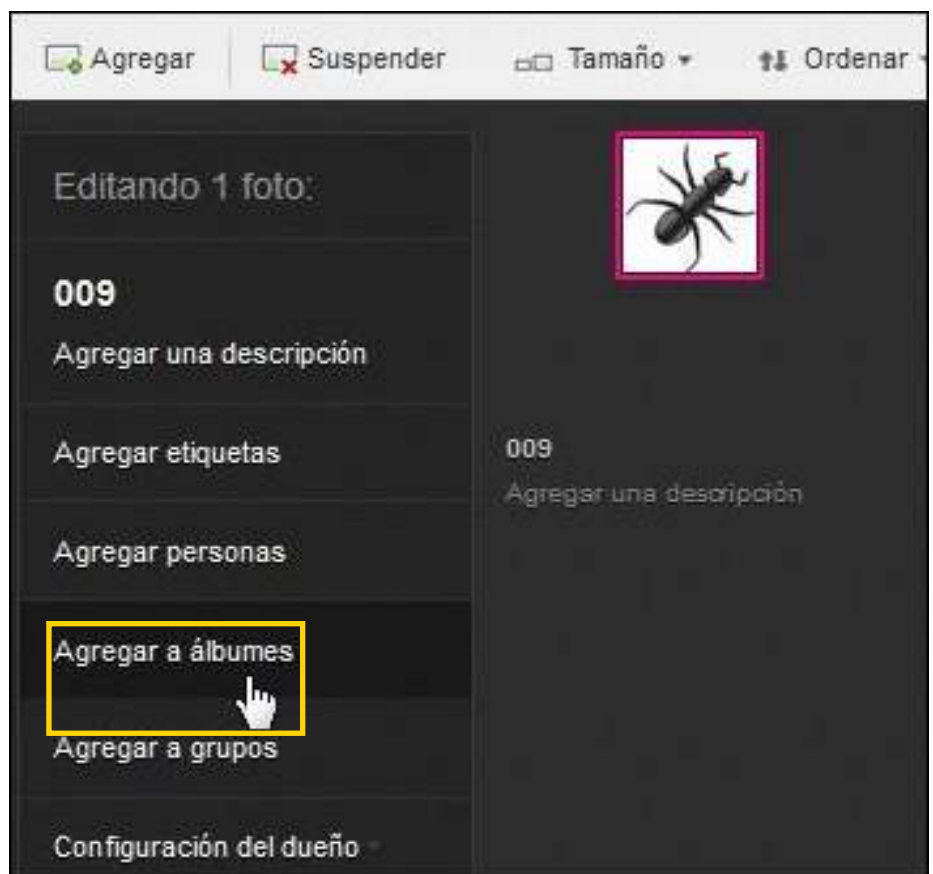 Agregar Suspender Tamaño Ordenar
Editando 1 foto:
009
Agregar una descripción
Agregar etiquetas
Agregar personas
Agregar a álbumes
Agregar a grupos
Configuración del dueño
009
Agregar una descripción